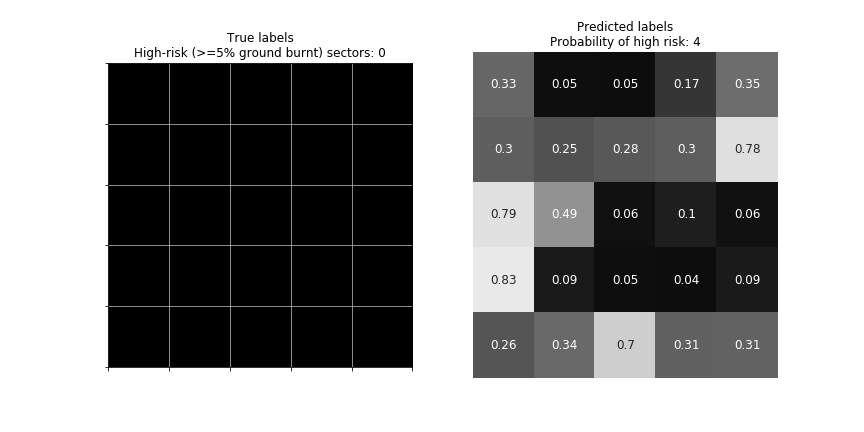 True labels
High-risk (>=5% ground burnt) sectors: 0
Predicted labels
Probability of high risk: 4
0.33 0.05 0.05 0.17 0.35
0.3 0.25 0.28 0.3 0.78
0.79 0.49 0.06 0.1 0.06
0.83 0.09 0.05 0.04 0.09
0.26 0.34 0.7 0.31 0.31